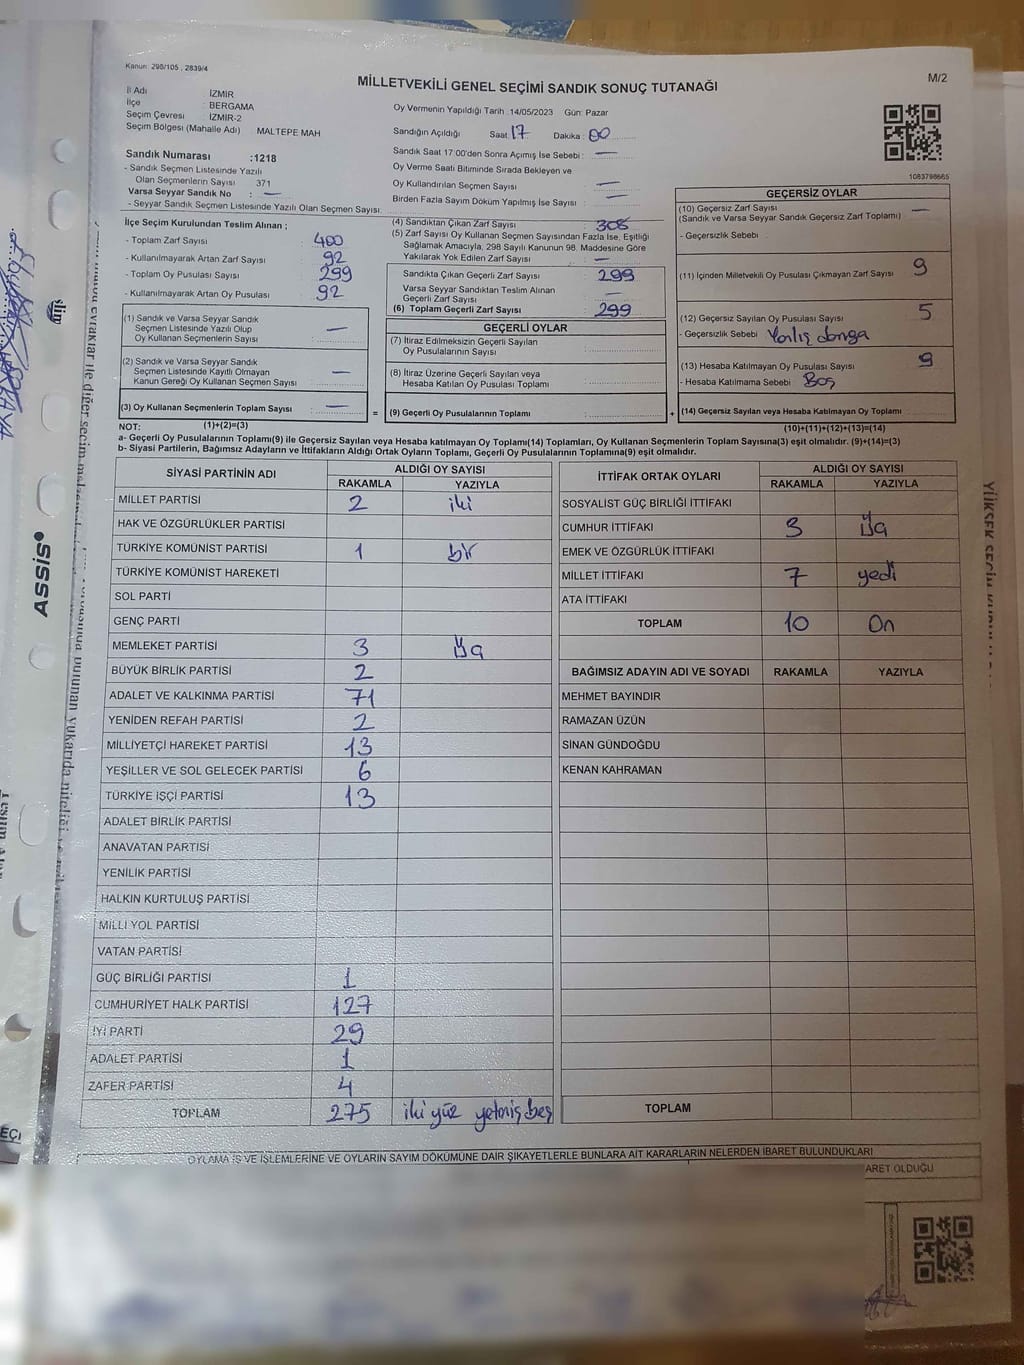 Kanun: 298/105 , 2839/4
MİLLETVEKİLİ GENEL SEÇİMİ SANDIK SONUÇ TUTANAĞI
M/2
İl Adı İZMİR
İlçe : BERGAMA
Seçim Çevresi İZMİR-2
Seçim Bölgesi (Mahalle Adı) MALTEPE MAH
Sandık Numarası :1218
- Sandık Seçmen Listesinde Yazılı
Olan Seçmenlerin Sayısı 371
Varsa Seyyar Sandık No : —
- Seyyar Sandık Seçmen Listesinde Yazılı Olan Seçmen Sayısı
Oy Vermenin Yapıldığı Tarih :14/05/2023 Gün: Pazar
Sandığın Açıldığı Saat 17 Dakika : 00
Sandık Saat 17:00'den Sonra Açımış İse Sebebi : —
Oy Verme Saati Bitiminde Sırada Bekleyen ve
Oy Kullandırılan Seçmen Sayısı —
Birden Fazla Sayım Döküm Yapılmış İse Sayısı : —
1083798665
İlçe Seçim Kurulundan Teslim Alınan ;
- Toplam Zarf Sayısı 400
- Kullanılmayarak Artan Zarf Sayısı 92
- Toplam Oy Pusulası Sayısı 299
- Kullanılmayarak Artan Oy Pusulası 92
(1) Sandık ve Varsa Seyyar Sandık
Seçmen Listesinde Yazılı Olup
Oy Kullanan Seçmenlerin Sayısı : —
(2) Sandık ve Varsa Seyyar Sandık
Seçmen Listesinde Kayıtlı Olmayan
Kanun Gereği Oy Kullanan Seçmen Sayısı —
(3) Oy Kullanan Seçmenlerin Toplam Sayısı : —
(4) Sandıktan Çıkan Zarf Sayısı : 308
(5) Zarf Sayısı Oy Kullanan Seçmen Sayısından Fazla İse, Eşitliği
Sağlamak Amacıyla, 298 Sayılı Kanunun 98. Maddesine Göre
Yakılarak Yok Edilen Zarf Sayısı : —
Sandıkta Çıkan Geçerli Zarf Sayısı : 299
Varsa Seyyar Sandıktan Teslim Alınan
Geçerli Zarf Sayısı : —
(6) Toplam Geçerli Zarf Sayısı : 299
GEÇERLİ OYLAR
(7) İtiraz Edilmeksizin Geçerli Sayılan
Oy Pusulalarının Sayısı
(8) İtiraz Üzerine Geçerli Sayılan veya
Hesaba Katılan Oy Pusulası Toplamı
= (9) Geçerli Oy Pusulalarının Toplamı
GEÇERSİZ OYLAR
(10) Geçersiz Zarf Sayısı —
(Sandık ve Varsa Seyyar Sandık Geçersiz Zarf Toplamı)
- Geçersizlik Sebebi
(11) İçinden Milletvekili Oy Pusulası Çıkmayan Zarf Sayısı 9
(12) Geçersiz Sayılan Oy Pusulası Sayısı 5
- Geçersizlik Sebebi Yanlış damga
(13) Hesaba Katılmayan Oy Pusulası Sayısı 9
- Hesaba Katılmama Sebebi Boş
+ (14) Geçersiz Sayılan veya Hesaba Katılmayan Oy Toplamı
NOT: (1)+(2)=(3) (10)+(11)+(12)+(13)=(14)
a- Geçerli Oy Pusulalarının Toplamı(9) ile Geçersiz Sayılan veya Hesaba katılmayan Oy Toplamı(14) Toplamları, Oy Kullanan Seçmenlerin Toplam Sayısına(3) eşit olmalıdır. (9)+(14)=(3)
b- Siyasi Partilerin, Bağımsız Adayların ve İttifakların Aldığı Ortak Oyların Toplamı, Geçerli Oy Pusulalarının Toplamına(9) eşit olmalıdır.
SİYASİ PARTİNİN ADI ALDIĞI OY SAYISI
RAKAMLA YAZIYLA
MİLLET PARTİSİ 2 iki
HAK VE ÖZGÜRLÜKLER PARTİSİ
TÜRKİYE KOMÜNİST PARTİSİ 1 bir
TÜRKİYE KOMÜNİST HAREKETİ
SOL PARTİ
GENÇ PARTİ
MEMLEKET PARTİSİ 3 Üç
BÜYÜK BİRLİK PARTİSİ 2
ADALET VE KALKINMA PARTİSİ 71
YENİDEN REFAH PARTİSİ 2
MİLLİYETÇİ HAREKET PARTİSİ 13
YEŞİLLER VE SOL GELECEK PARTİSİ 6
TÜRKİYE İŞÇİ PARTİSİ 13
ADALET BİRLİK PARTİSİ
ANAVATAN PARTİSİ
YENİLİK PARTİSİ
HALKIN KURTULUŞ PARTİSİ
MİLLİ YOL PARTİSİ
VATAN PARTİSİ
GÜÇ BİRLİĞİ PARTİSİ 1
CUMHURİYET HALK PARTİSİ 127
İYİ PARTİ 29
ADALET PARTİSİ 1
ZAFER PARTİSİ 4
TOPLAM 275 iki yüz yetmiş beş
İTTİFAK ORTAK OYLARI ALDIĞI OY SAYISI
RAKAMLA YAZIYLA
SOSYALİST GÜÇ BİRLİĞİ İTTİFAKI
CUMHUR İTTİFAKI 3 Üç
EMEK VE ÖZGÜRLÜK İTTİFAKI
MİLLET İTTİFAKI 7 yedi
ATA İTTİFAKI
TOPLAM 10 On
BAĞIMSIZ ADAYIN ADI VE SOYADI RAKAMLA YAZIYLA
MEHMET BAYINDIR
RAMAZAN ÜZÜN
SİNAN GÜNDOĞDU
KENAN KAHRAMAN
TOPLAM
OYLAMA İŞ VE İŞLEMLERİNE VE OYLARIN SAYIM DÖKÜMÜNE DAİR ŞİKAYETLERLE BUNLARA AİT KARARLARIN NELERDEN İBARET BULUNDUKLARI
ARET OLDUĞU
ASSİS
slim